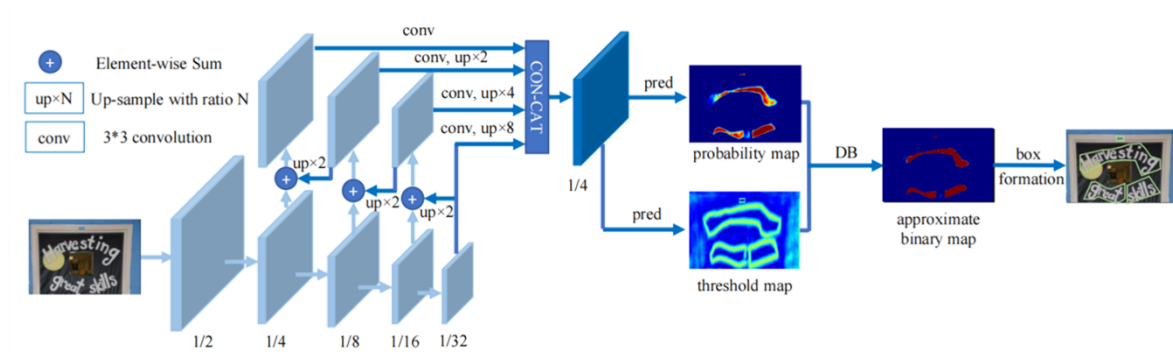 Element-wise Sum
up×N Up-sample with ratio N
conv 3*3 convolution
conv
conv, up×2
conv, up×4
conv, up×8
CON-CAT
up×2
up×2
up×2
1/2
1/4
1/8
1/16
1/32
1/4
pred
pred
probability map
threshold map
DB
approximate
binary map
box
formation
Harvesting
great skills
Harvesting
great skills